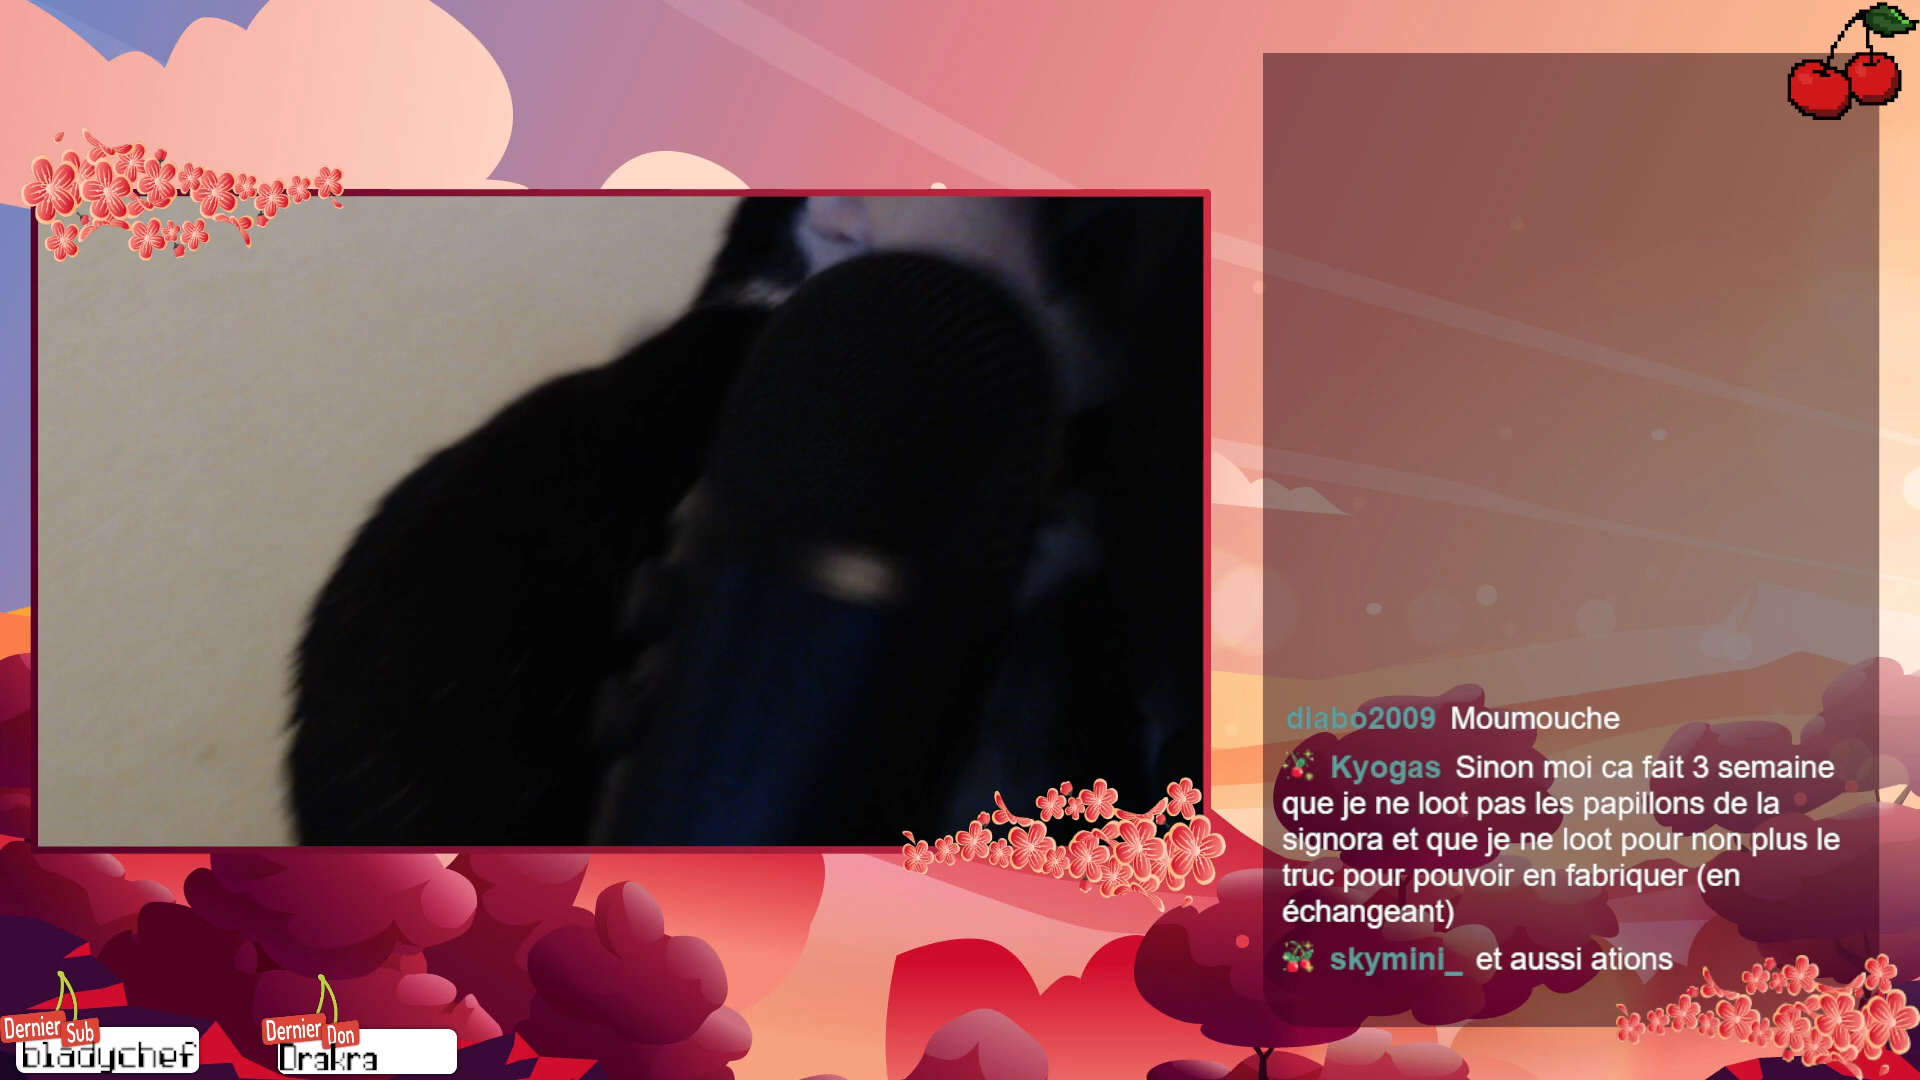 diabo2009 Moumouche
Kyogas Sinon moi ca fait 3 semaine
que je ne loot pas les papillons de la
signora et que je ne loot pour non plus le
truc pour pouvoir en fabriquer (en
échangeant)
skymini_ et aussi ations
Dernier Sub
bladychef
Dernier Don
Drakra